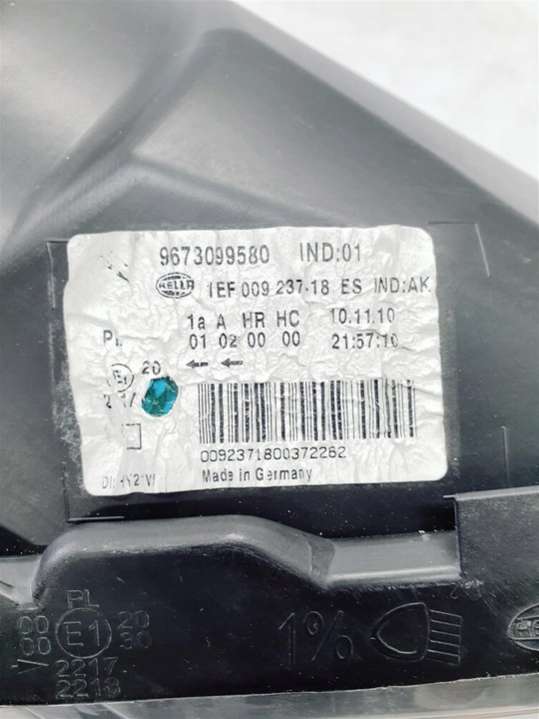 9673099580 IND:01
HELLA 1EF 009 237-18 ES IND:AK
1a A HR HC 10.11.10
PL 01 02 00 00 21:57:10
E1 20
0092371800372262
Made in Germany
PL
00 E1 20
00 30
2217
2218
1%